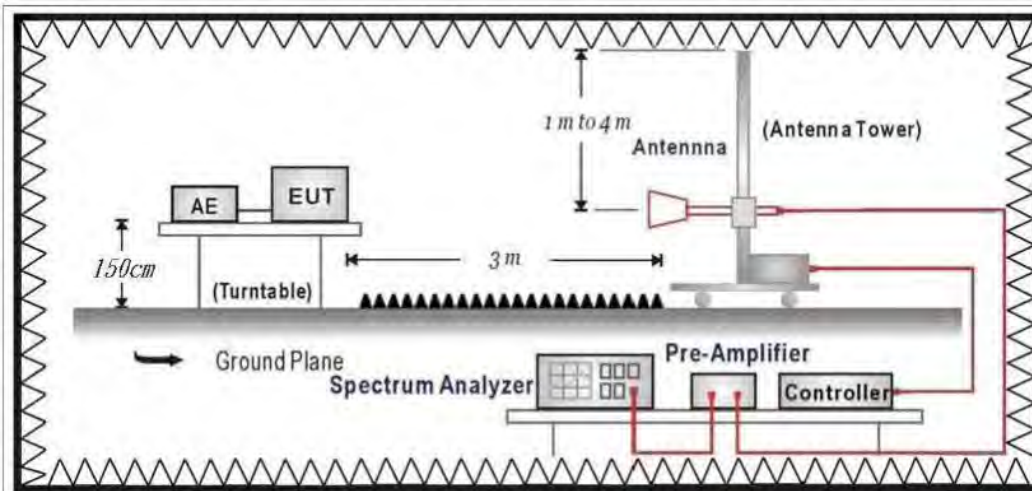 1 m to 4 m
(Antenna Tower)
Antennna
AE
EUT
150cm
3 m
(Turntable)
Ground Plane
Pre-Amplifier
Spectrum Analyzer
Controller